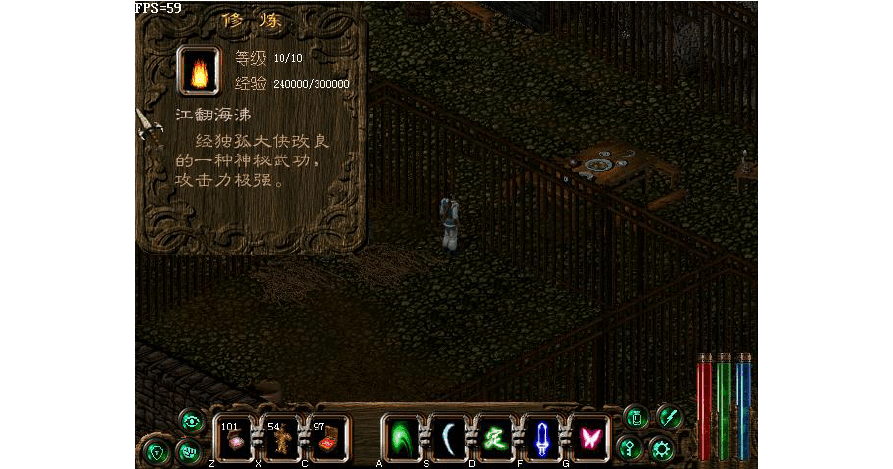 FPS=59
修 炼
等级 10/10
经验 240000/300000
江翻海沸
经独孤大侠改良
的一种神秘武功，
攻击力极强。
101 54 97
定
Z X C A S D F G